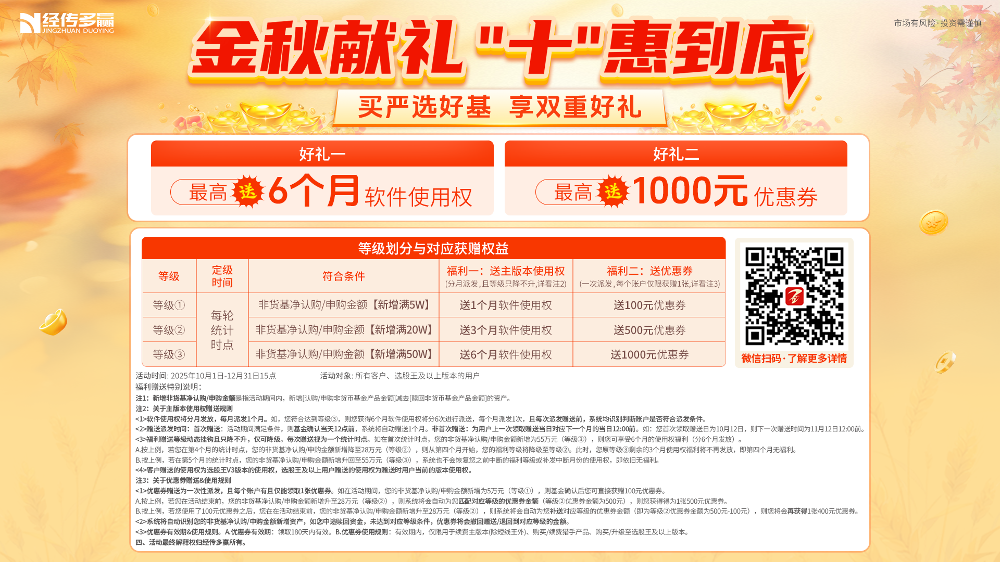 经传多赢
JINGZHUAN DUOYING
市场有风险·投资需谨慎
金秋献礼"十"惠到底
买严选好基 享双重好礼
好礼一
最高送6个月软件使用权
好礼二
最高送1000元优惠券
等级划分与对应获赠权益
等级
定级
时间
符合条件
福利一：送主版本使用权
(分月派发,且等级只降不升,详看注2)
福利二：送优惠券
(一次派发,每个账户仅限获赠1张,详看注3)
等级①
非货基净认购/申购金额【新增满5W】
送1个月软件使用权
送100元优惠券
每轮
统计
时点
等级②
非货基净认购/申购金额【新增满20W】
送3个月软件使用权
送500元优惠券
等级③
非货基净认购/申购金额【新增满50W】
送6个月软件使用权
送1000元优惠券
微信扫码·了解更多详情
活动时间: 2025年10月1日-12月31日15点 活动对象: 所有客户、选股王及以上版本的用户
福利赠送特别说明：
注1：新增非货基净认购/申购金额是指活动期间内，新增[认购/申购非货币基金产品金额]减去[赎回非货币基金产品金额]的资产。
注2：关于主版本使用权赠送规则
<1>软件使用权将分月发放，每月派发1个月。如，您符合达到等级③，则您获得6个月软件使用权将分6次进行派送，每个月派发1次，且每次派发赠送前，系统均识别判断账户是否符合派发条件。
<2>赠送派发时间：首次赠送：活动期间满足条件，则基金确认当天12点前，系统将自动赠送1个月。非首次赠送：为用户上一次领取赠送当日对应下一个月的当日12:00前。如：您首次领取赠送日为10月12日，则下一次赠送时间为11月12日12:00前。
<3>福利赠送等级动态挂钩且只降不升，仅可降级。每次赠送视为一个统计时点。如在首次统计时点，您的非货基净认购/申购金额新增为55万元（等级③），则您可享受6个月的使用权福利（分6个月发放）。
A.按上例，若您在第4个月的统计时点，您的非货基净认购/申购金额新增降至28万元（等级②），则从第四个月开始，您的福利等级将降级至等级②。此时，您原等级③剩余的3个月使用权福利将不再发放，即第四个月无福利。
B.按上例，若在第5个月的统计时点，您的非货基净认购/申购金额新增升回至55万元（等级③），系统也不会恢复您之前中断的福利等级或补发中断月份的使用权，即依旧无福利。
<4>客户赠送的使用权为选股王V3版本的使用权，选股王及以上用户赠送的使用权为赠送时用户当前的版本使用权。
注3：关于优惠券赠送&使用规则
<1>优惠券赠送为一次性派发，且每个账户有且仅能领取1张优惠券。如在活动期间，您的非货基净认购/申购金额新增为5万元（等级①），则基金确认后您可直接获赠100元优惠券。
A.按上例，若您在活动结束前，您的非货基净认购/申购金额新增升至28万元（等级②），则系统将会自动为您匹配对应等级的优惠券金额（等级②优惠券金额为500元），则您获得得为1张500元优惠券。
B.按上例，若您使用了100元优惠券之后，您在在活动结束前，您的非货基净认购/申购金额新增升至28万元（等级②），则系统将会自动为您补送对应等级的优惠券金额（即为等级②优惠券金额为500元-100元），则您将会再获得1张400元优惠券。
<2>系统将自动识别您的非货基净认购/申购金额新增资产，如您中途赎回资金，未达到对应等级条件，优惠券将会撤回赠送/退回到对应等级的金额。
<3>优惠券有效期&使用规则。A.优惠券有效期：领取180天内有效。B.优惠券使用规则：有效期内，仅限用于续费主版本(除短线王外)、购买/续费猎手产品、购买/升级至选股王及以上版本。
四、活动最终解释权归经传多赢所有。